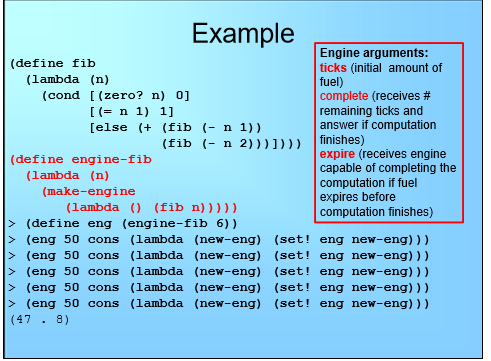 Example
(define fib
(lambda (n)
(cond [(zero? n) 0]
[(= n 1) 1]
[else (+ (fib (- n 1))
(fib (- n 2)))])))
(define engine-fib
(lambda (n)
(make-engine
(lambda () (fib n)))))
> (define eng (engine-fib 6))
> (eng 50 cons (lambda (new-eng) (set! eng new-eng)))
> (eng 50 cons (lambda (new-eng) (set! eng new-eng)))
> (eng 50 cons (lambda (new-eng) (set! eng new-eng)))
> (eng 50 cons (lambda (new-eng) (set! eng new-eng)))
> (eng 50 cons (lambda (new-eng) (set! eng new-eng)))
(47 . 8)
Engine arguments:
ticks (initial amount of
fuel)
complete (receives #
remaining ticks and
answer if computation
finishes)
expire (receives engine
capable of completing the
computation if fuel
expires before
computation finishes)